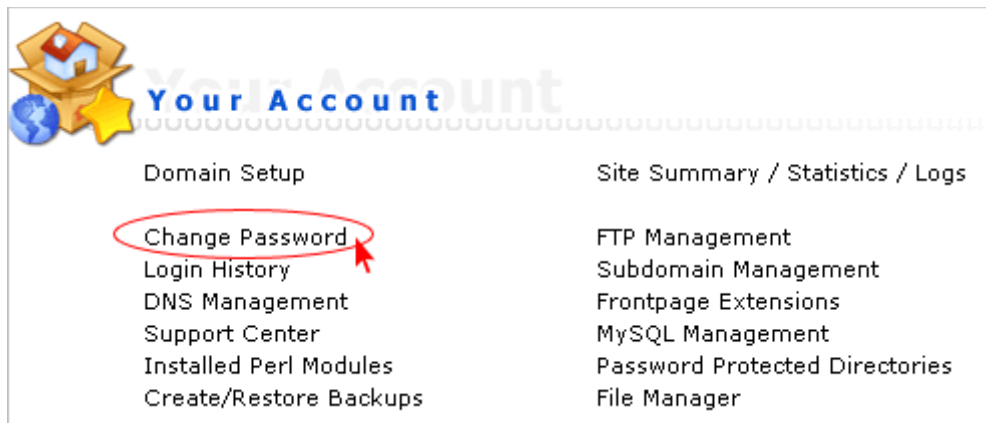 Your Account
Your Account
Domain Setup
Site Summary / Statistics / Logs
Change Password
FTP Management
Login History
Subdomain Management
DNS Management
Frontpage Extensions
Support Center
MySQL Management
Installed Perl Modules
Password Protected Directories
Create/Restore Backups
File Manager